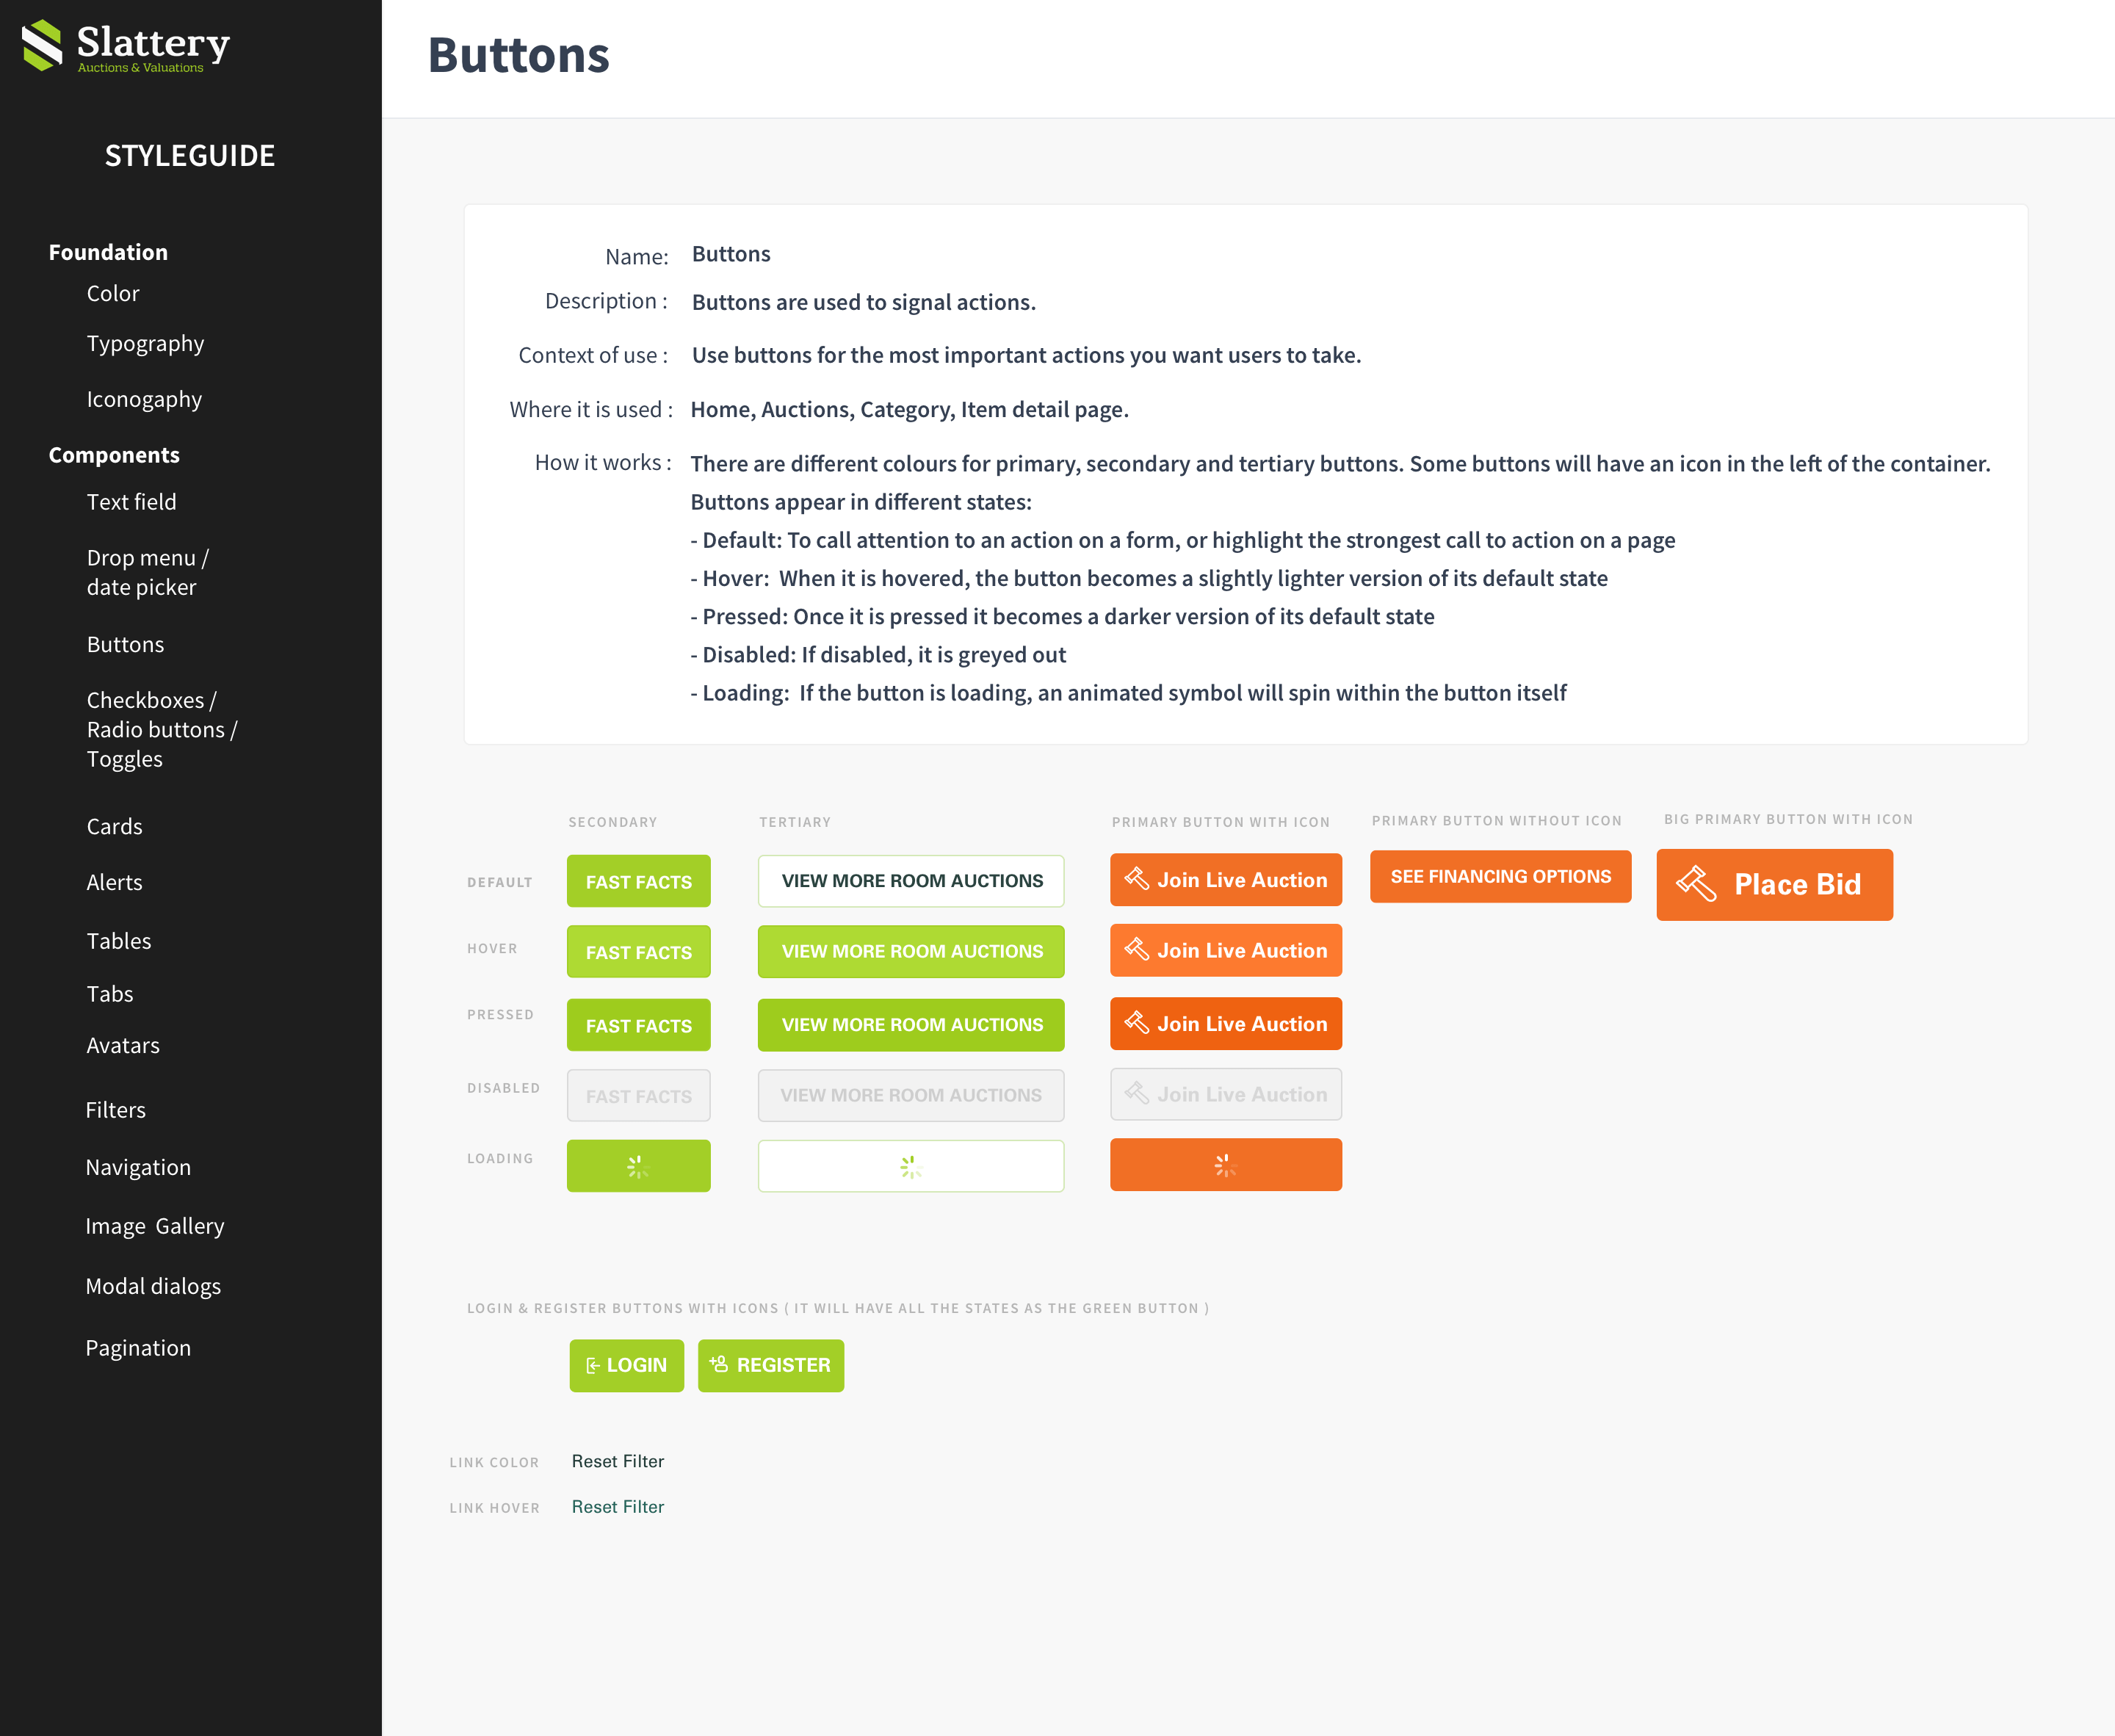 Slattery
Auctions & Valuations
STYLEGUIDE
Foundation
Color
Typography
Iconogaphy
Components
Text field
Drop menu /
date picker
Buttons
Checkboxes /
Radio buttons /
Toggles
Cards
Alerts
Tables
Tabs
Avatars
Filters
Navigation
Image  Gallery
Modal dialogs
Pagination
Buttons
Name: Buttons
Description : Buttons are used to signal actions.
Context of use : Use buttons for the most important actions you want users to take.
Where it is used : Home, Auctions, Category, Item detail page.
How it works : There are different colours for primary, secondary and tertiary buttons. Some buttons will have an icon in the left of the container.
Buttons appear in different states:
- Default: To call attention to an action on a form, or highlight the strongest call to action on a page
- Hover:  When it is hovered, the button becomes a slightly lighter version of its default state
- Pressed: Once it is pressed it becomes a darker version of its default state
- Disabled: If disabled, it is greyed out
- Loading:  If the button is loading, an animated symbol will spin within the button itself
SECONDARY TERTIARY PRIMARY BUTTON WITH ICON PRIMARY BUTTON WITHOUT ICON BIG PRIMARY BUTTON WITH ICON
DEFAULT FAST FACTS VIEW MORE ROOM AUCTIONS Join Live Auction SEE FINANCING OPTIONS Place Bid
HOVER FAST FACTS VIEW MORE ROOM AUCTIONS Join Live Auction
PRESSED FAST FACTS VIEW MORE ROOM AUCTIONS Join Live Auction
DISABLED FAST FACTS VIEW MORE ROOM AUCTIONS Join Live Auction
LOADING
LOGIN & REGISTER BUTTONS WITH ICONS ( IT WILL HAVE ALL THE STATES AS THE GREEN BUTTON )
LOGIN REGISTER
LINK COLOR Reset Filter
LINK HOVER Reset Filter